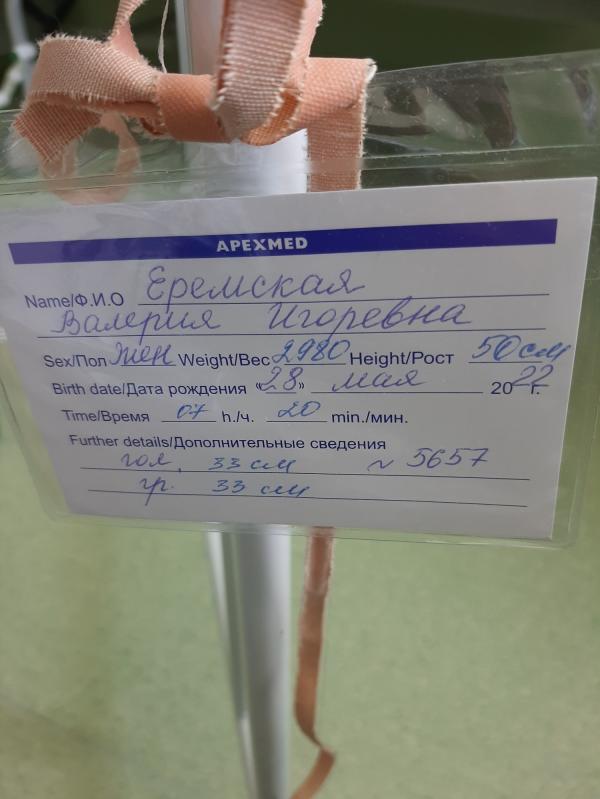 APEXMED
Name/Ф.И.О Еремская
Валерия Игоревна
Sex/Пол жен Weight/Вес 2980 Height/Рост 50 см
Birth date/Дата рождения «28» мая 2022 г.
Time/Время 07 h./ч. 20 min./мин.
Further details/Дополнительные сведения
гол. 33 см ~ 5657
гр. 33 см